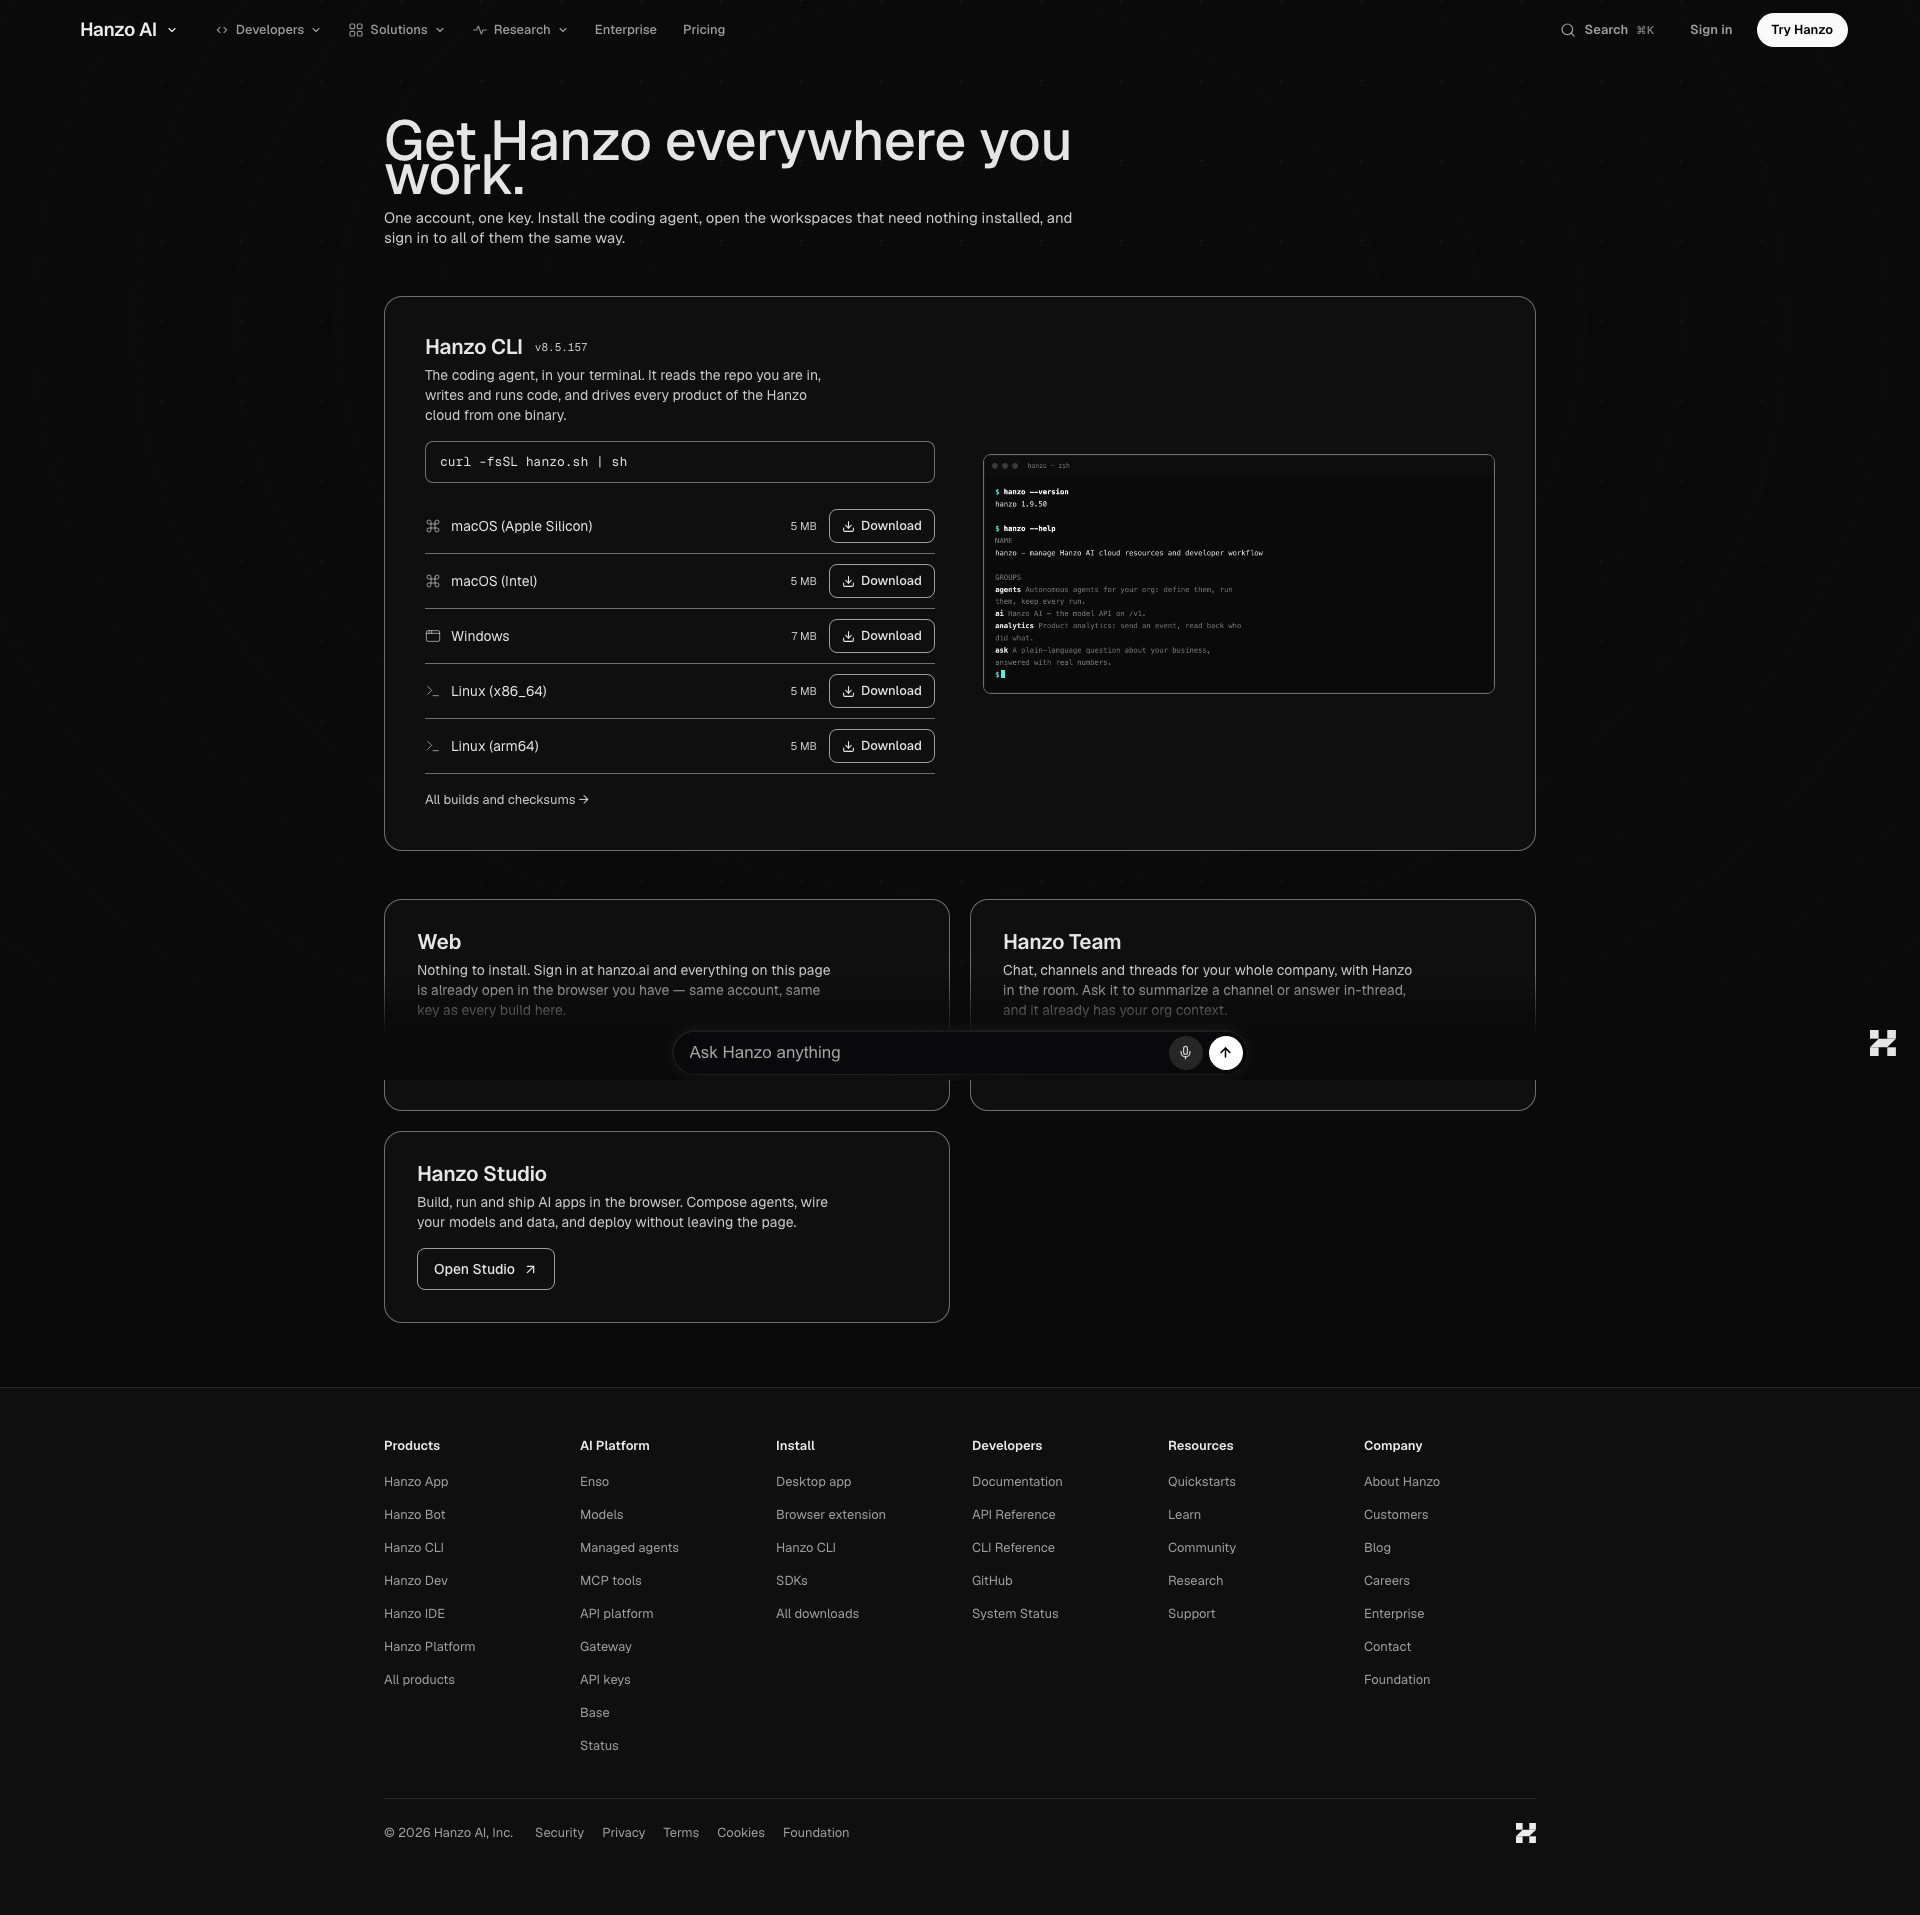 Hanzo AI
Developers
Solutions
Research
Enterprise
Pricing
Search ⌘K
Sign in
Try Hanzo
Get Hanzo everywhere you
work.
One account, one key. Install the coding agent, open the workspaces that need nothing installed, and
sign in to all of them the same way.
Hanzo CLI v8.5.157
The coding agent, in your terminal. It reads the repo you are in,
writes and runs code, and drives every product of the Hanzo
cloud from one binary.
curl -fsSL hanzo.sh | sh
macOS (Apple Silicon) 5 MB Download
macOS (Intel) 5 MB Download
Windows 7 MB Download
Linux (x86_64) 5 MB Download
Linux (arm64) 5 MB Download
All builds and checksums →
hanzo — zsh
$ hanzo --version
hanzo 1.9.50
$ hanzo --help
NAME
hanzo — manage Hanzo AI cloud resources and developer workflow
GROUPS
agents Autonomous agents for your org: define them, run
them, keep every run.
ai Hanzo AI — the model API on /v1.
analytics Product analytics: send an event, read back who
did what.
ask A plain-language question about your business,
answered with real numbers.
$
Web
Nothing to install. Sign in at hanzo.ai and everything on this page
is already open in the browser you have — same account, same
key as every build here.
Hanzo Team
Chat, channels and threads for your whole company, with Hanzo
in the room. Ask it to summarize a channel or answer in-thread,
and it already has your org context.
Ask Hanzo anything
Hanzo Studio
Build, run and ship AI apps in the browser. Compose agents, wire
your models and data, and deploy without leaving the page.
Open Studio
Products
Hanzo App
Hanzo Bot
Hanzo CLI
Hanzo Dev
Hanzo IDE
Hanzo Platform
All products
AI Platform
Enso
Models
Managed agents
MCP tools
API platform
Gateway
API keys
Base
Status
Install
Desktop app
Browser extension
Hanzo CLI
SDKs
All downloads
Developers
Documentation
API Reference
CLI Reference
GitHub
System Status
Resources
Quickstarts
Learn
Community
Research
Support
Company
About Hanzo
Customers
Blog
Careers
Enterprise
Contact
Foundation
© 2026 Hanzo AI, Inc. Security Privacy Terms Cookies Foundation